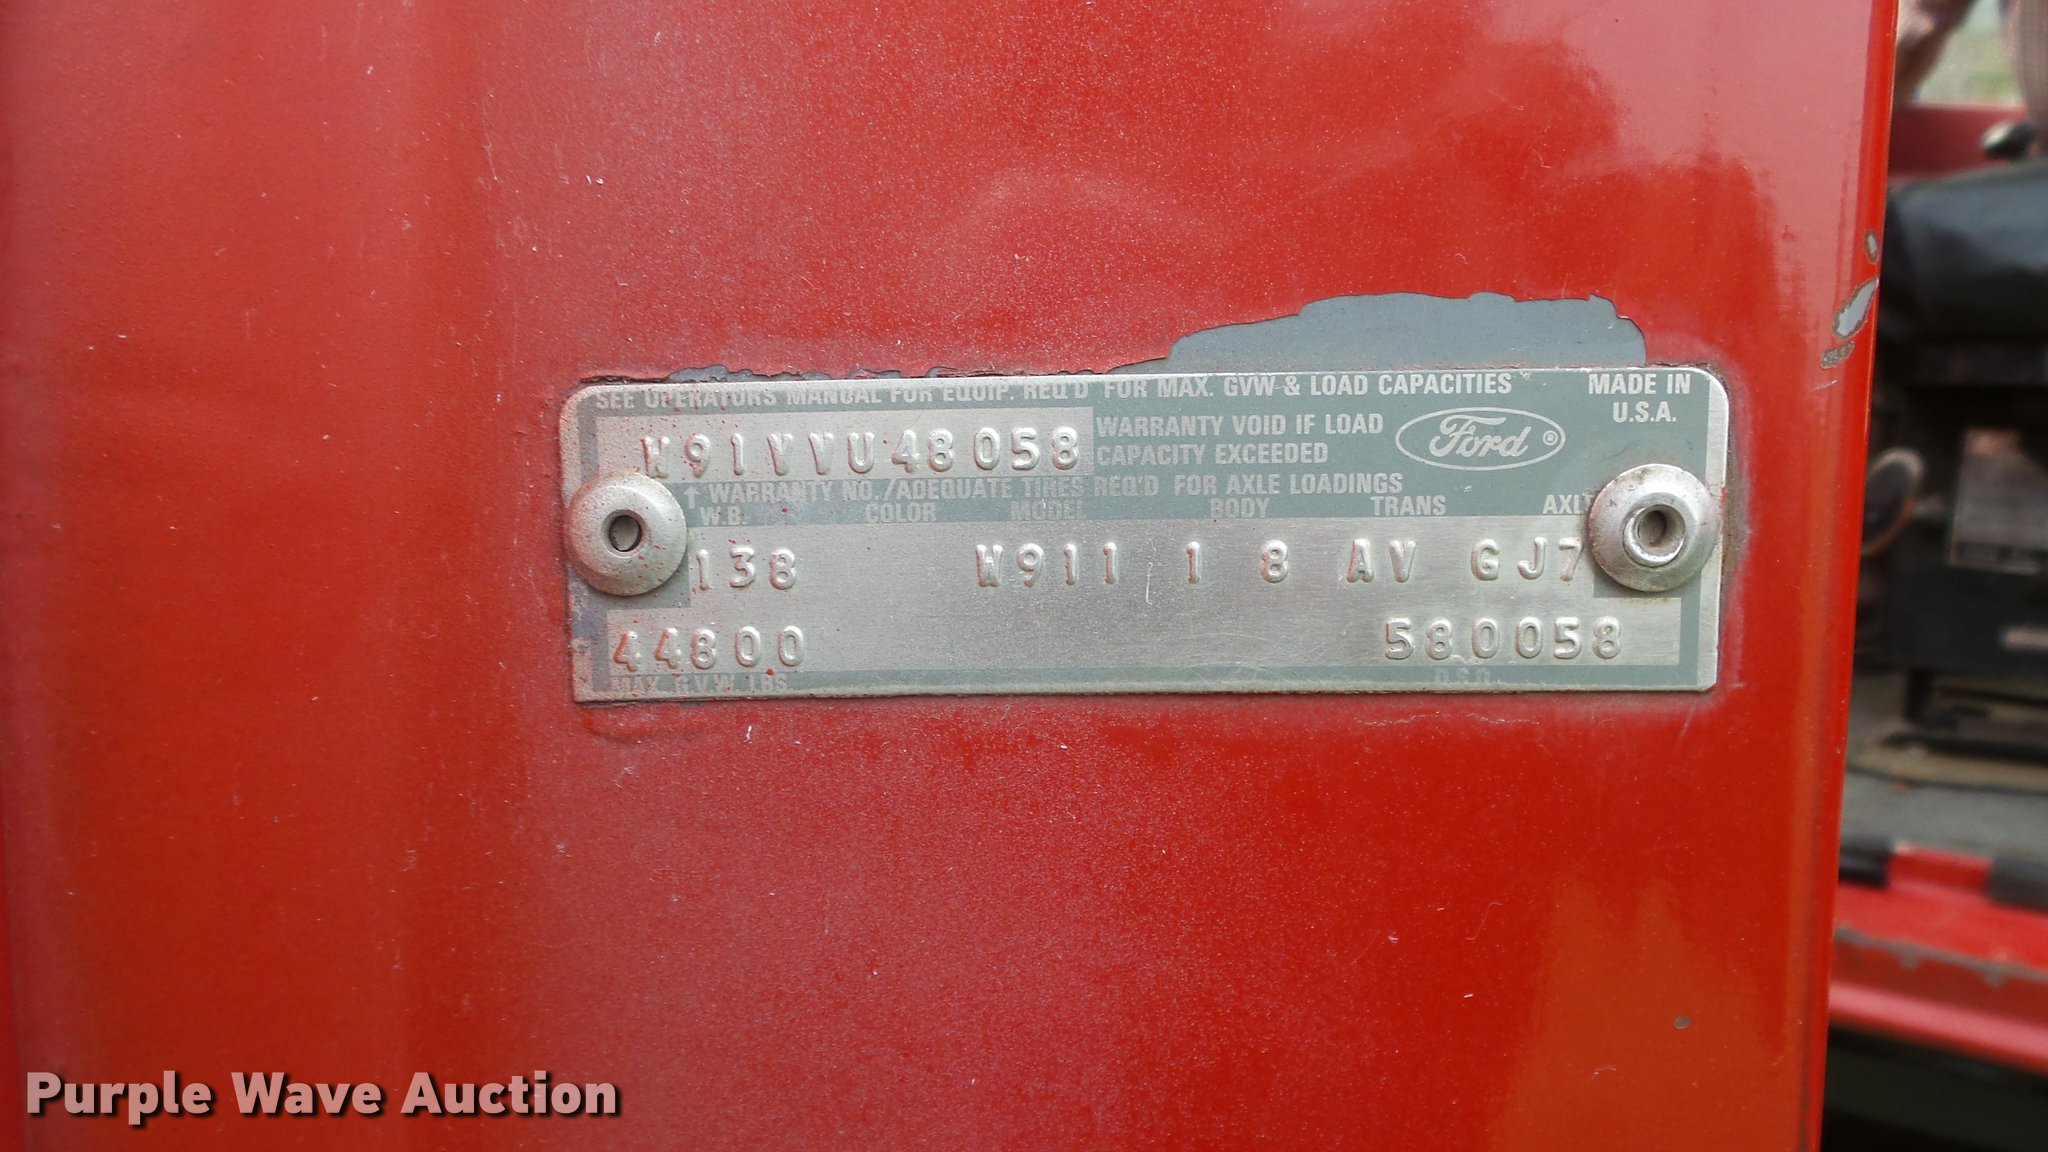 SEE OPERATORS MANUAL FOR EQUIP. REQ'D FOR MAX. GVW & LOAD CAPACITIES
MADE IN
U.S.A.
W91VVU48058
WARRANTY VOID IF LOAD
CAPACITY EXCEEDED
Ford ®
↑ WARRANTY NO./ADEQUATE TIRES REQ'D FOR AXLE LOADINGS
W.B. COLOR MODEL BODY TRANS
138 W911 1 8 AV GJ7
44800 580058
MAX. G.V.W. LBS D.S.O.
Purple Wave Auction